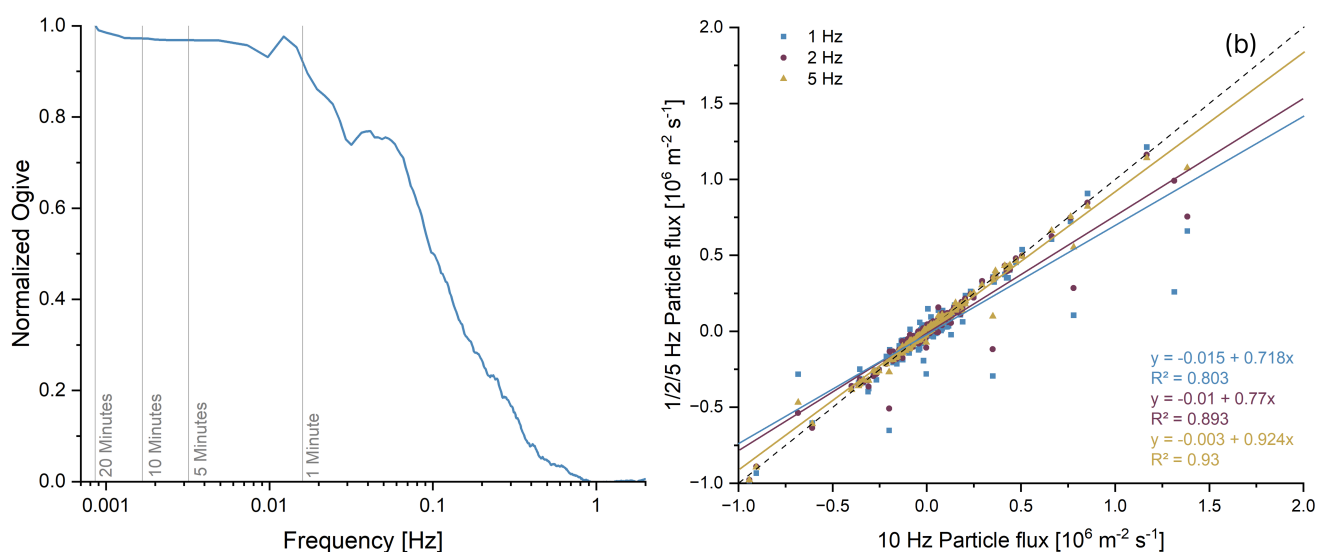 1.0
0.8
0.6
0.4
0.2
0.0
Normalized Ogive
20 Minutes
10 Minutes
5 Minutes
1 Minute
0.001
0.01
0.1
1
Frequency [Hz]
(b)
1 Hz
2 Hz
5 Hz
2.0
1.5
1.0
0.5
0.0
−0.5
−1.0
1/2/5 Hz Particle flux [10⁶ m⁻² s⁻¹]
y = -0.015 + 0.718x
R² = 0.803
y = -0.01 + 0.77x
R² = 0.893
y = -0.003 + 0.924x
R² = 0.93
−1.0
−0.5
0.0
0.5
1.0
1.5
2.0
10 Hz Particle flux [10⁶ m⁻² s⁻¹]